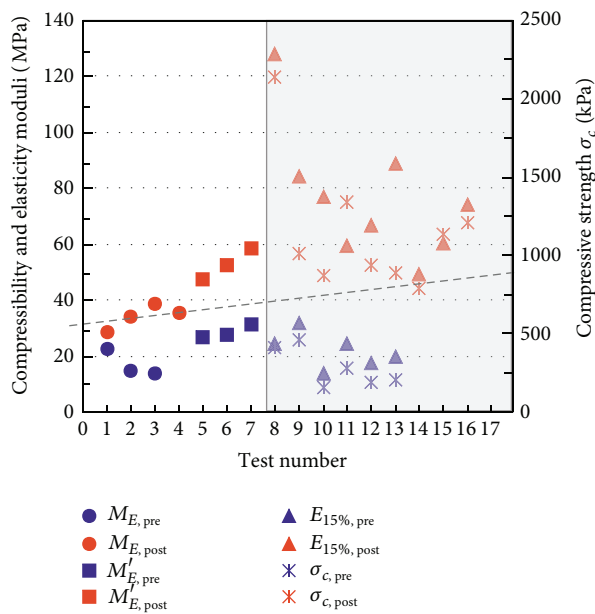 Compressibility and elasticity moduli (MPa)
140
120
100
80
60
40
20
0
2500
2000
1500
1000
500
0
Compressive strength σc (kPa)
0 1 2 3 4 5 6 7 8 9 10 11 12 13 14 15 16 17
Test number
ME, pre
ME, post
M′E, pre
M′E, post
E15%, pre
E15%, post
σc, pre
σc, post